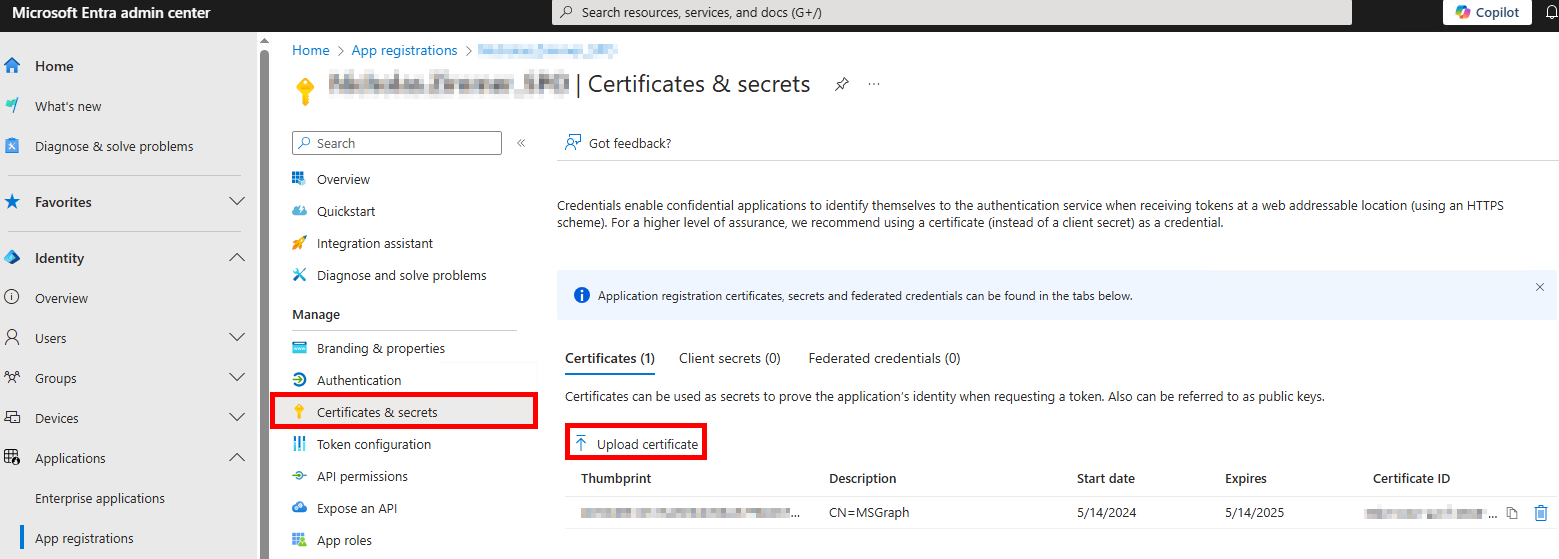 Microsoft Entra admin center
Search resources, services, and docs (G+/)
Copilot
Home
What's new
Diagnose & solve problems
Favorites
Identity
Overview
Users
Groups
Devices
Applications
Enterprise applications
App registrations
Home > App registrations >
| Certificates & secrets
Search
Overview
Quickstart
Integration assistant
Diagnose and solve problems
Manage
Branding & properties
Authentication
Certificates & secrets
Token configuration
API permissions
Expose an API
App roles
Got feedback?
Credentials enable confidential applications to identify themselves to the authentication service when receiving tokens at a web addressable location (using an HTTPS
scheme). For a higher level of assurance, we recommend using a certificate (instead of a client secret) as a credential.
Application registration certificates, secrets and federated credentials can be found in the tabs below.
Certificates (1) Client secrets (0) Federated credentials (0)
Certificates can be used as secrets to prove the application's identity when requesting a token. Also can be referred to as public keys.
Upload certificate
Thumbprint Description Start date Expires Certificate ID
... CN=MSGraph 5/14/2024 5/14/2025 ...